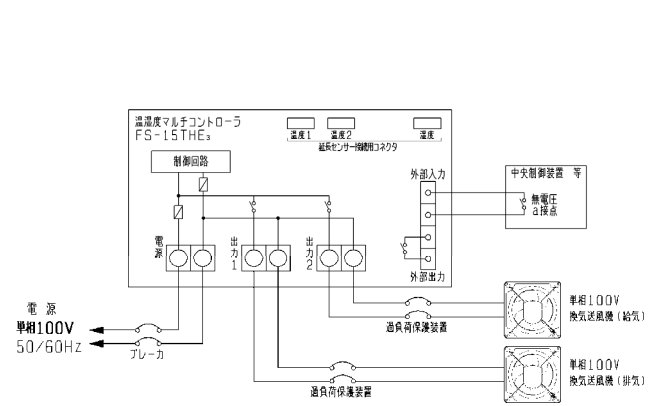 温湿度マルチコントローラ
FS-15THE₃
温度1
温度2
湿度
延長センサー接続用コネクタ
制御回路
外部入力
中央制御装置 等
無電圧
a接点
電源
出力1
出力2
外部出力
電 源
単相100V
50/60Hz
ブレーカ
過負荷保護装置
単相100V
換気送風機（給気）
過負荷保護装置
単相100V
換気送風機（排気）